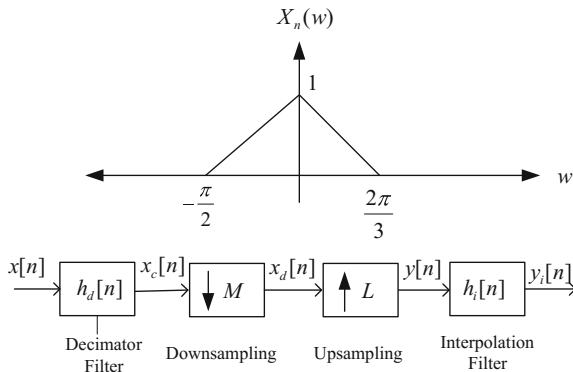 X_n(w)
1
w
-π/2
2π/3
x[n] h_d[n] x_c[n] ↓ M x_d[n] ↑ L y[n] h_i[n] y_i[n]
Decimator Filter
Downsampling
Upsampling
Interpolation Filter